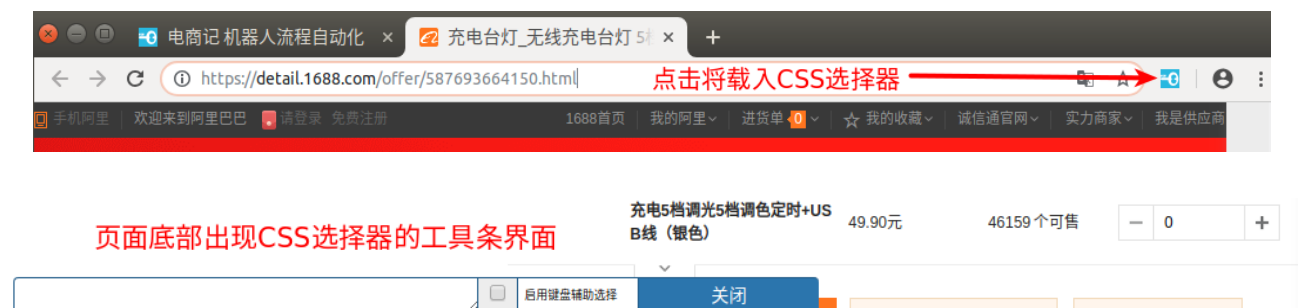 电商记 机器人流程自动化 ×
充电台灯_无线充电台灯 5 × +
https://detail.1688.com/offer/587693664150.html
点击将载入CSS选择器
手机阿里 欢迎来到阿里巴巴 请登录 免费注册 1688首页 我的阿里 进货单 0 我的收藏 诚信通官网 实力商家 我是供应商
充电5档调光5档调色定时+US
B线（银色）
49.90元 46159个可售 − 0 +
页面底部出现CSS选择器的工具条界面
启用键盘辅助选择 关闭